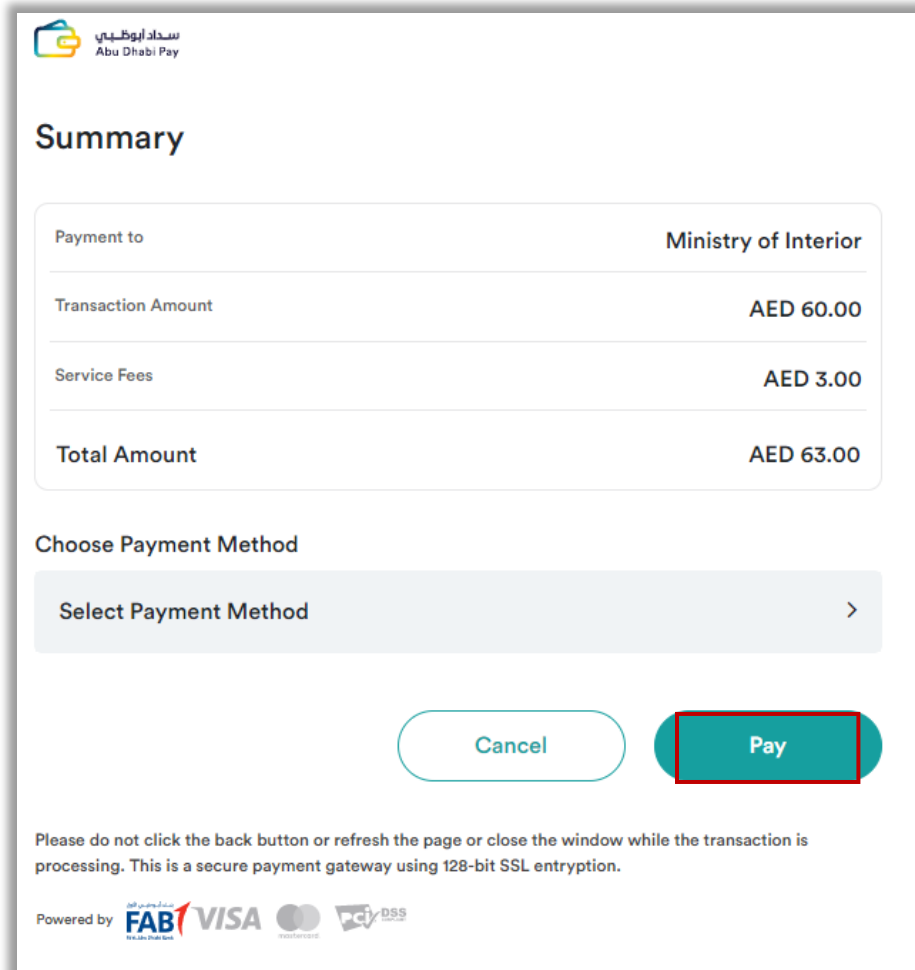 سداد أبوظبي
Abu Dhabi Pay
Summary
Payment to Ministry of Interior
Transaction Amount AED 60.00
Service Fees AED 3.00
Total Amount AED 63.00
Choose Payment Method
Select Payment Method
Cancel Pay
Please do not click the back button or refresh the page or close the window while the transaction is
processing. This is a secure payment gateway using 128-bit SSL entryption.
Powered by FAB VISA mastercard PCI DSS